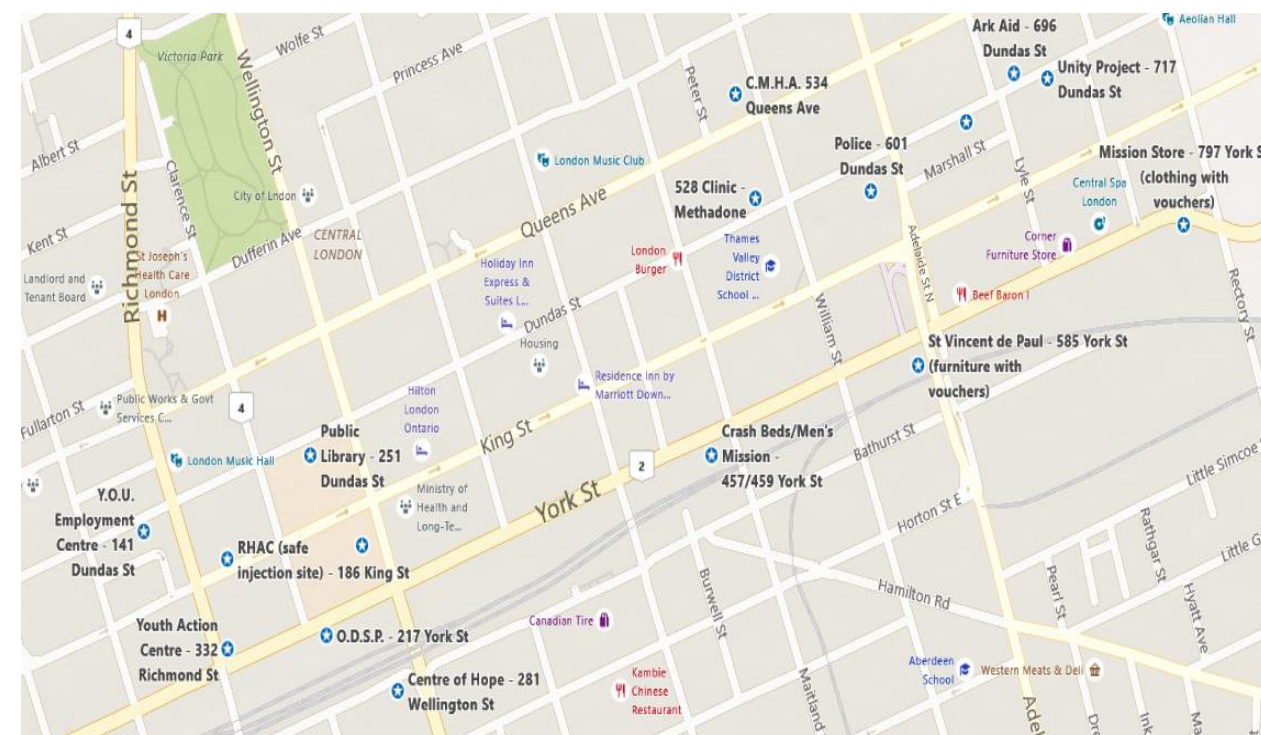 4
Victoria Park
Wolfe St
Wellington St
Princess Ave
Albert St
Clarence St
Richmond St
City of Lndon
Kent St
Dufferin Ave
CENTRAL
LONDON
St Joseph's
Health Care
London
H
Landlord and
Tenant Board
Peter St
C.M.H.A. 534
Queens Ave
London Music Club
Queens Ave
528 Clinic -
Methadone
Police - 601
Dundas St
Ark Aid - 696
Dundas St
Aeolian Hall
Unity Project - 717
Dundas St
Marshall St
Lyle St
Mission Store - 797 York S
(clothing with
vouchers)
Central Spa
London
Corner
Furniture Store
Adelaide St N
Beef Baron I
Rectory St
London
Burger
Thames
Valley
District
School ...
William St
Holiday Inn
Express &
Suites L...
Dundas St
Housing
Residence Inn by
Marriott Down...
St Vincent de Paul - 585 York St
(furniture with
vouchers)
Fullarton St
Public Works & Govt
Services C...
4
Hilton
London
Ontario
King St
London Music Hall
Public
Library - 251
Dundas St
2
Crash Beds/Men's
Mission -
457/459 York St
Bathurst St
Little Simcoe
Ministry of
Health and
Long-Te...
York St
Horton St E
Y.O.U.
Employment
Centre - 141
Dundas St
RHAC (safe
injection site) - 186 King St
Rathgar St
Little G
Burwell St
Hamilton Rd
Pearl St
Hyatt Ave
Youth Action
Centre - 332
Richmond St
O.D.S.P. - 217 York St
Canadian Tire
Centre of Hope - 281
Wellington St
Kambie
Chinese
Restaurant
Maitland
Aberdeen
School
Western Meats & Deli
Adel
Dre
Ink
Ma